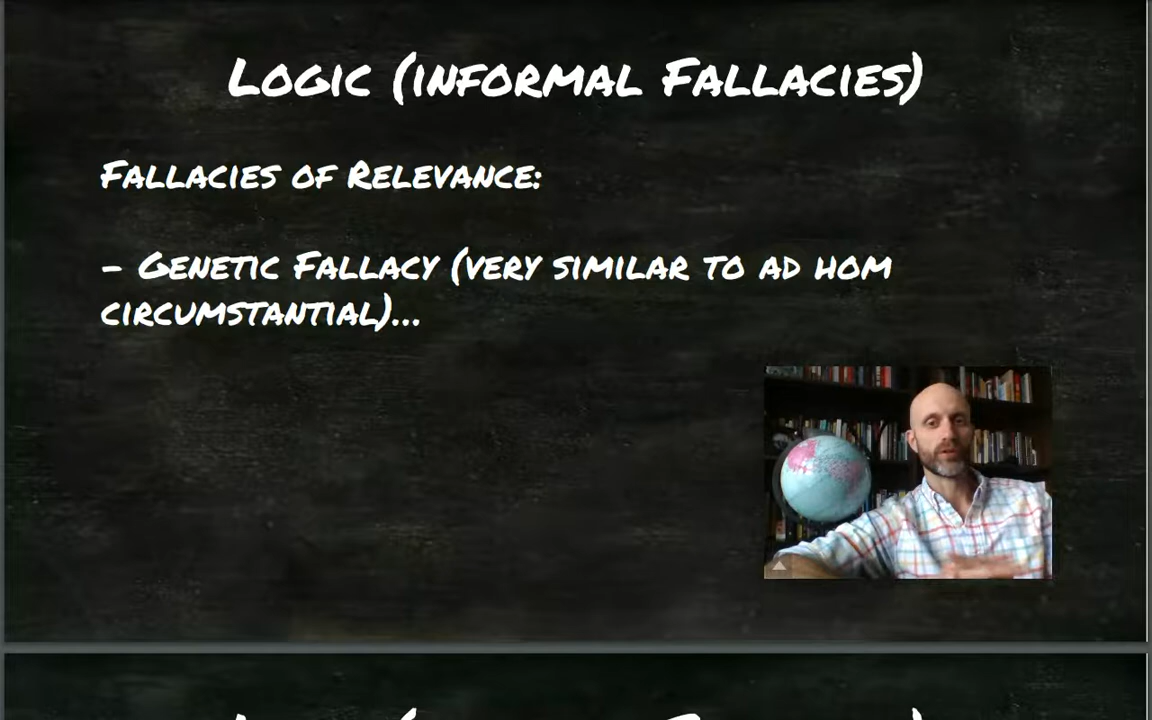 Logic (informal Fallacies)
Fallacies of Relevance:
- Genetic Fallacy (very similar to ad hom
circumstantial)...